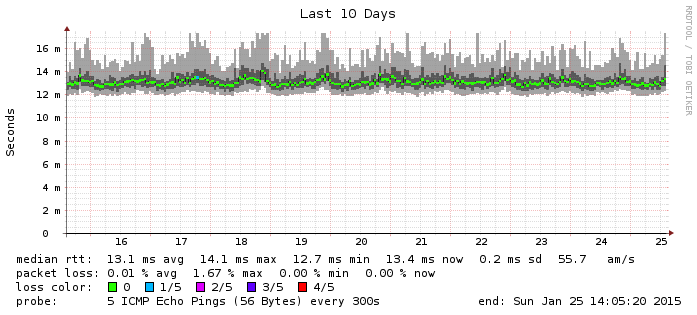 Last 10 Days
RRDTOOL / TOBI OETIKER
Seconds
16 m
14 m
12 m
10 m
8 m
6 m
4 m
2 m
0
16 17 18 19 20 21 22 23 24 25
median rtt: 13.1 ms avg 14.1 ms max 12.7 ms min 13.4 ms now 0.2 ms sd 55.7 am/s
packet loss: 0.01 % avg 1.67 % max 0.00 % min 0.00 % now
loss color: 0 1/5 2/5 3/5 4/5
probe: 5 ICMP Echo Pings (56 Bytes) every 300s end: Sun Jan 25 14:05:20 2015